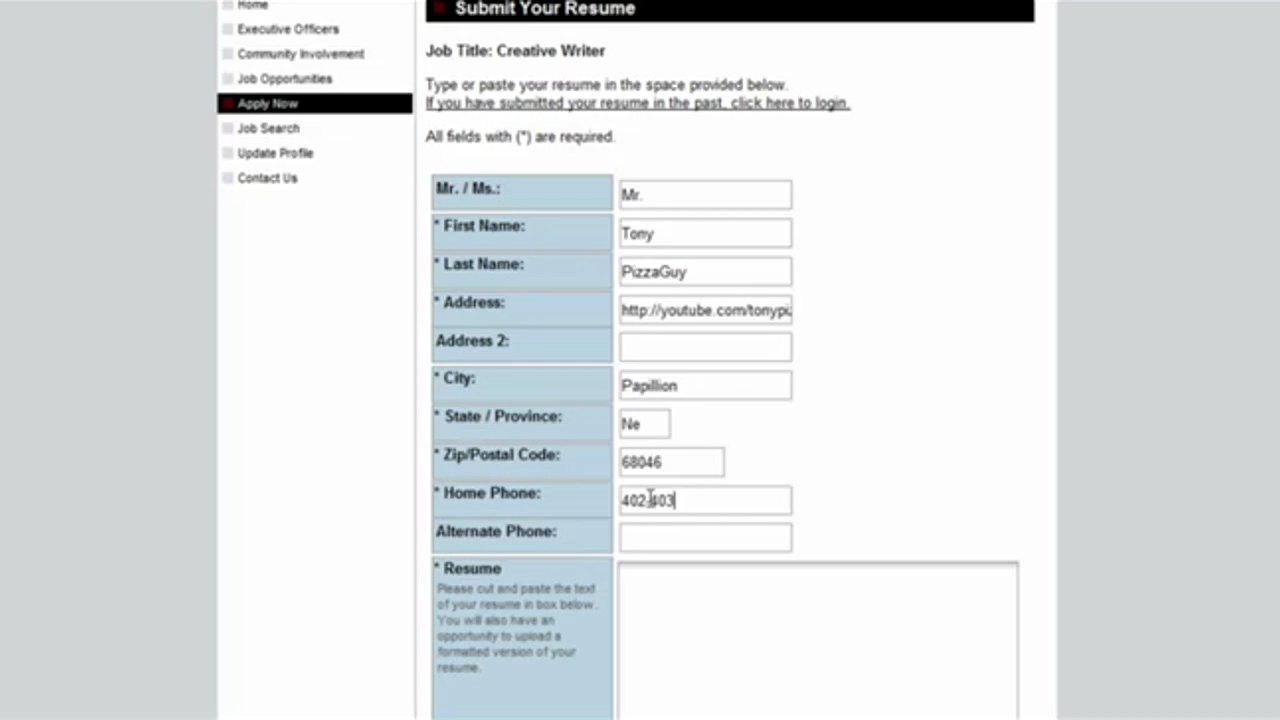 Home
Executive Officers
Community Involvement
Job Opportunities
Apply Now
Job Search
Update Profile
Contact Us
Submit Your Resume
Job Title: Creative Writer
Type or paste your resume in the space provided below.
If you have submitted your resume in the past, click here to login.
All fields with (*) are required.
Mr. / Ms.: Mr.
* First Name: Tony
* Last Name: PizzaGuy
* Address: http://youtube.com/tonypiz
Address 2:
* City: Papillion
* State / Province: Ne
* Zip/Postal Code: 68046
* Home Phone: 402-403
Alternate Phone:
* Resume
Please cut and paste the text
of your resume in box below.
You will also have an
opportunity to upload a
formatted version of your
resume.